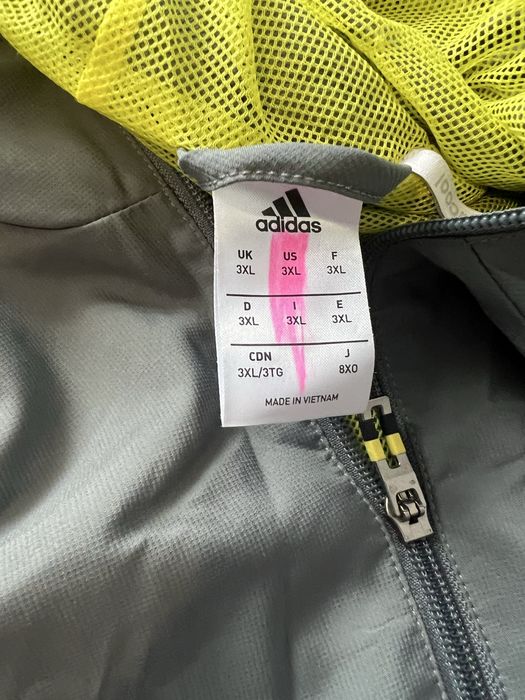 adidas
UK US F
3XL 3XL 3XL
D I E
3XL 3XL 3XL
CDN J
3XL/3TG 8XO
MADE IN VIETNAM